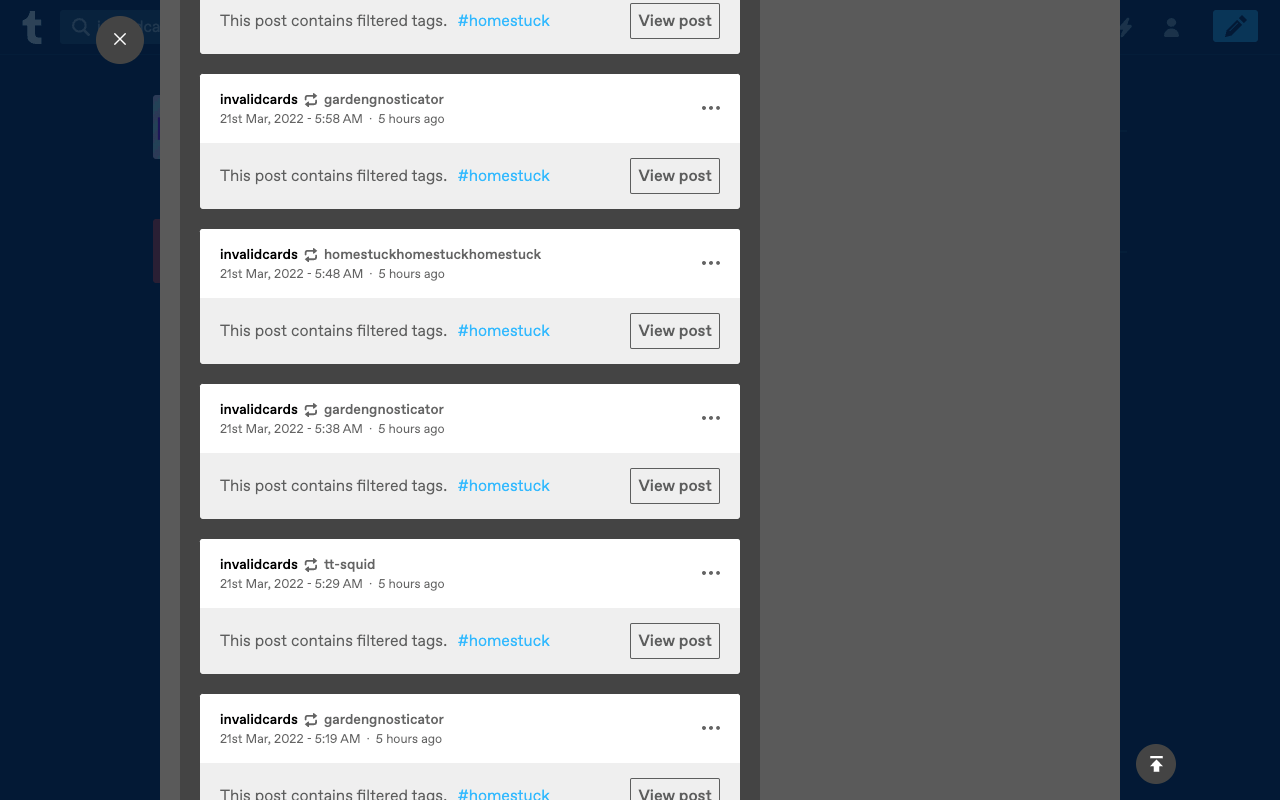 This post contains filtered tags. #homestuck View post
invalidcards gardengnosticator
21st Mar, 2022 - 5:58 AM · 5 hours ago
This post contains filtered tags. #homestuck View post
invalidcards homestuckhomestuckhomestuck
21st Mar, 2022 - 5:48 AM · 5 hours ago
This post contains filtered tags. #homestuck View post
invalidcards gardengnosticator
21st Mar, 2022 - 5:38 AM · 5 hours ago
This post contains filtered tags. #homestuck View post
invalidcards tt-squid
21st Mar, 2022 - 5:29 AM · 5 hours ago
This post contains filtered tags. #homestuck View post
invalidcards gardengnosticator
21st Mar, 2022 - 5:19 AM · 5 hours ago
This post contains filtered tags. #homestuck View post